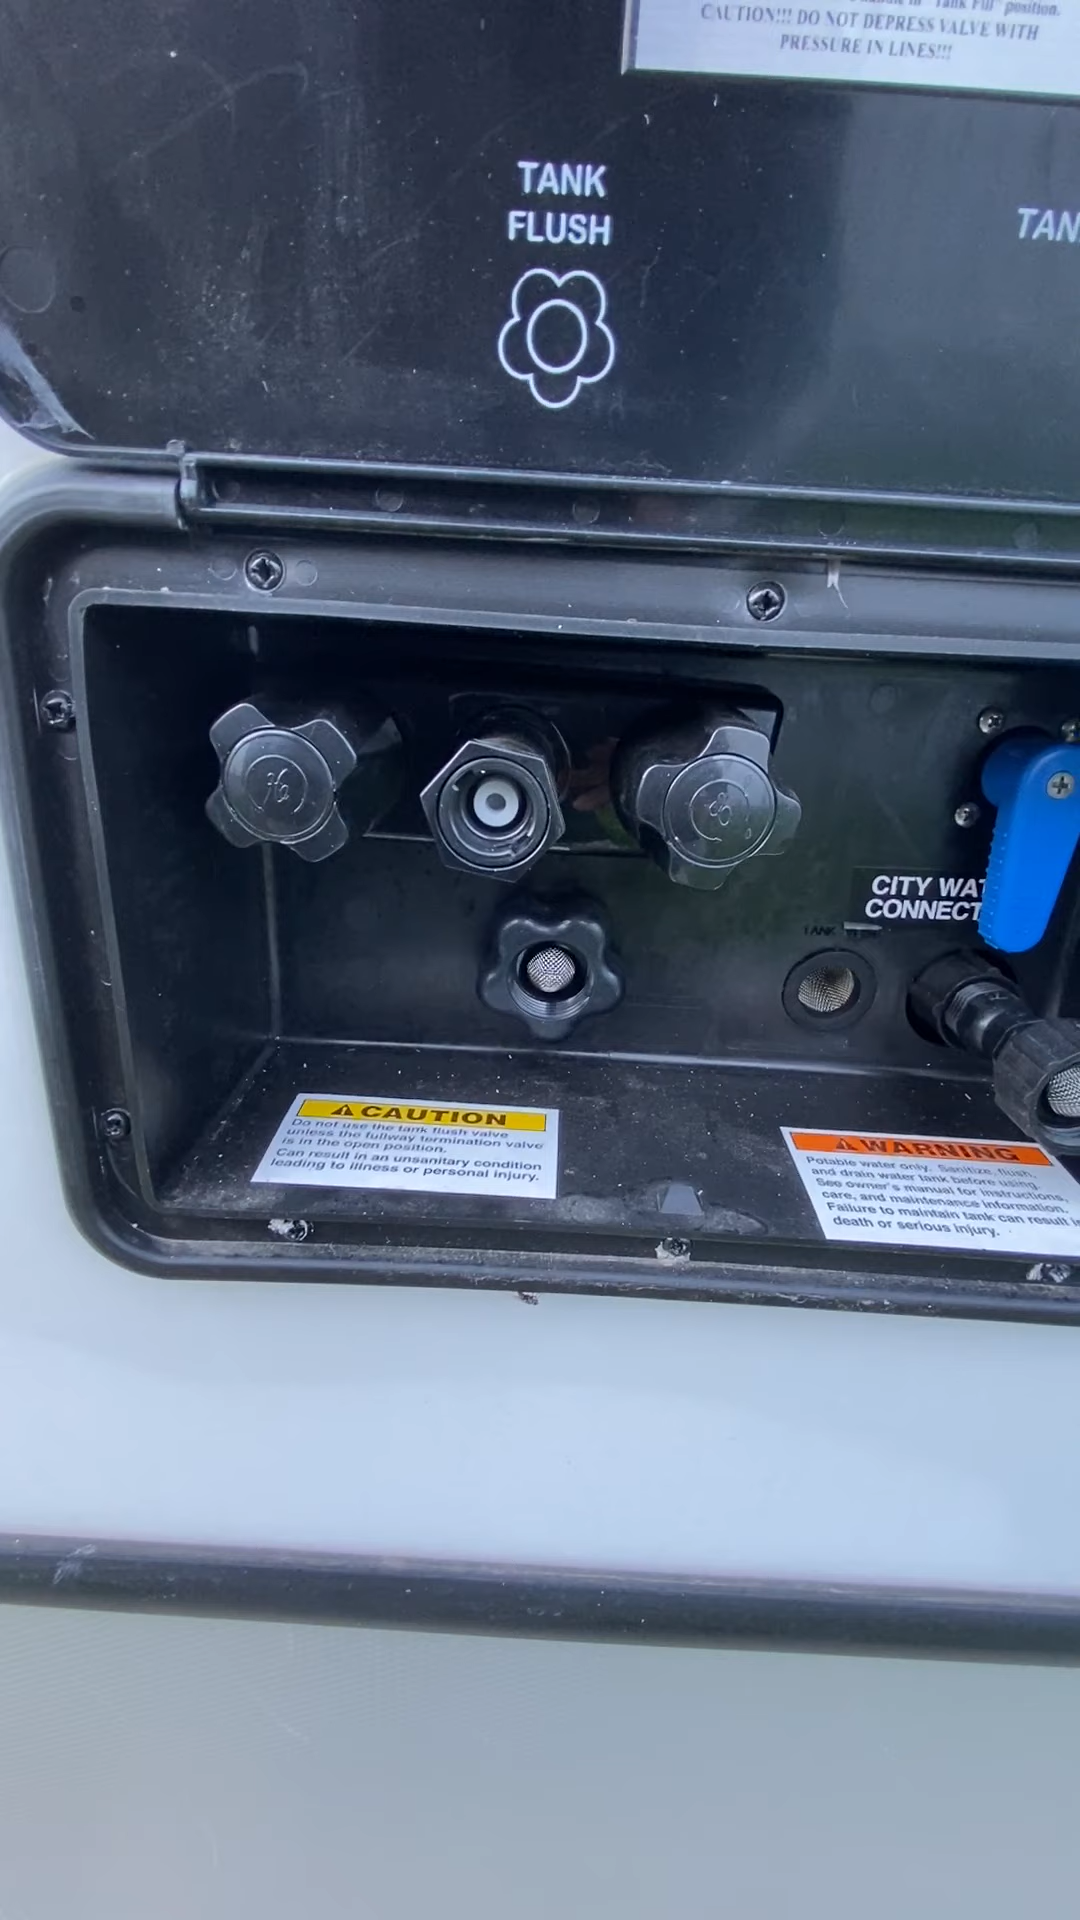 "Tank Fill" position.
CAUTION!!! DO NOT DEPRESS VALVE WITH
PRESSURE IN LINES!!!
TANK
FLUSH
TAN
CITY WAT
CONNECT
TANK
CAUTION
Do not use the tank flush valve
unless the fullway termination valve
is in the open position.
Can result in an unsanitary condition
leading to illness or personal injury.
WARNING
Potable water only. Sanitize, flush,
and drain water tank before using.
See owner's manual for instructions,
care, and maintenance information.
Failure to maintain tank can result in
death or serious injury.